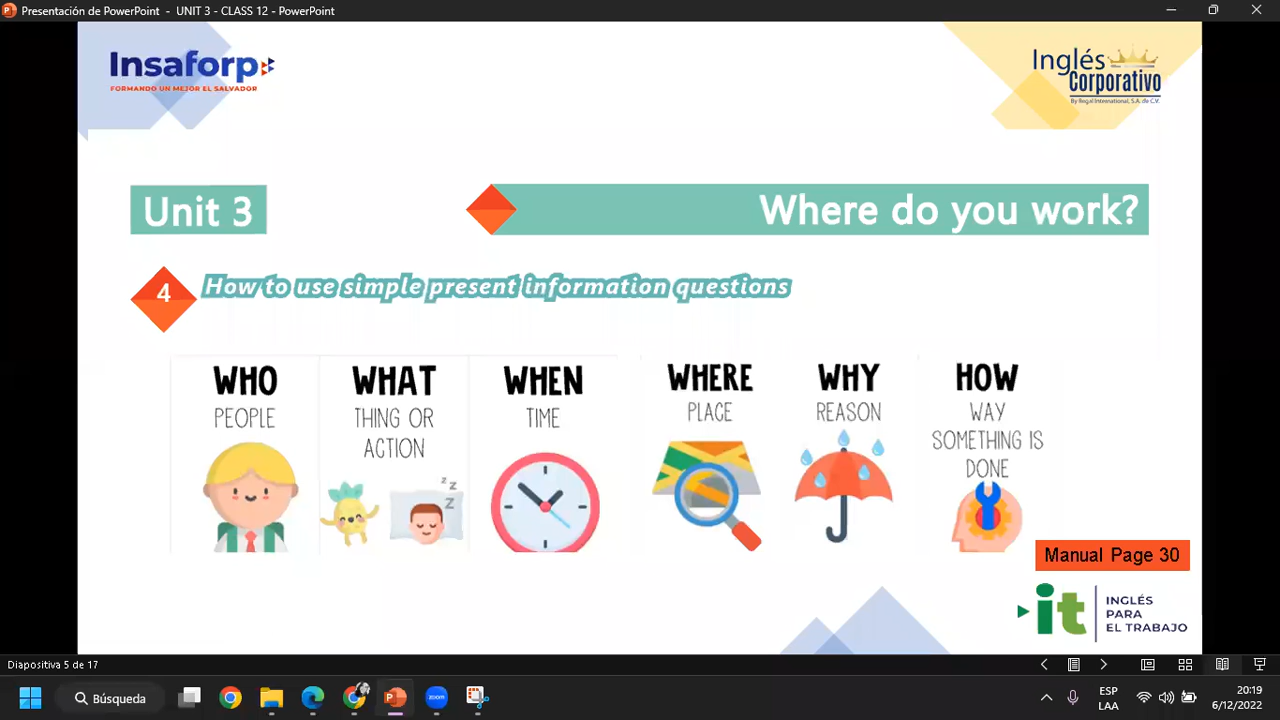 Presentación de PowerPoint - UNIT 3 - CLASS 12 - PowerPoint
Insaforp
FORMANDO UN MEJOR EL SALVADOR
Inglés
Corporativo
By Regal International, S.A. de C.V.
Unit 3
Where do you work?
4
How to use simple present information questions
WHO
PEOPLE
WHAT
THING OR
ACTION
WHEN
TIME
WHERE
PLACE
WHY
REASON
HOW
WAY
SOMETHING IS
DONE
z z
z
Manual Page 30
it
INGLÉS
PARA
EL TRABAJO
Diapositiva 5 de 17
Búsqueda
zoom
ESP
LAA
20:19
6/12/2022